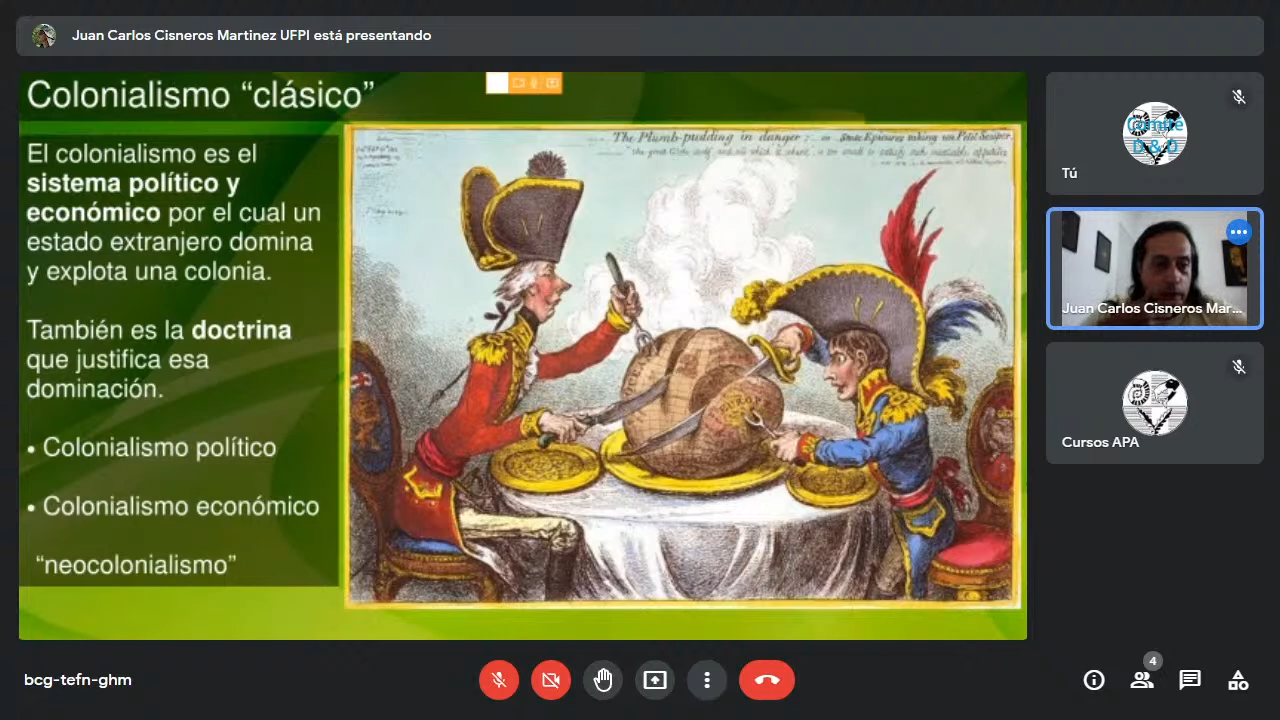 Juan Carlos Cisneros Martinez UFPI está presentando
Colonialismo “clásico”
El colonialismo es el
sistema político y
económico por el cual un
estado extranjero domina
y explota una colonia.
También es la doctrina
que justifica esa
dominación.
• Colonialismo político
• Colonialismo económico
“neocolonialismo”
The Plumb-pudding in danger; — or — State Epicures taking un Petit Souper.
Comité
D & D
Tú
Juan Carlos Cisneros Mar...
Cursos APA
bcg-tefn-ghm
4